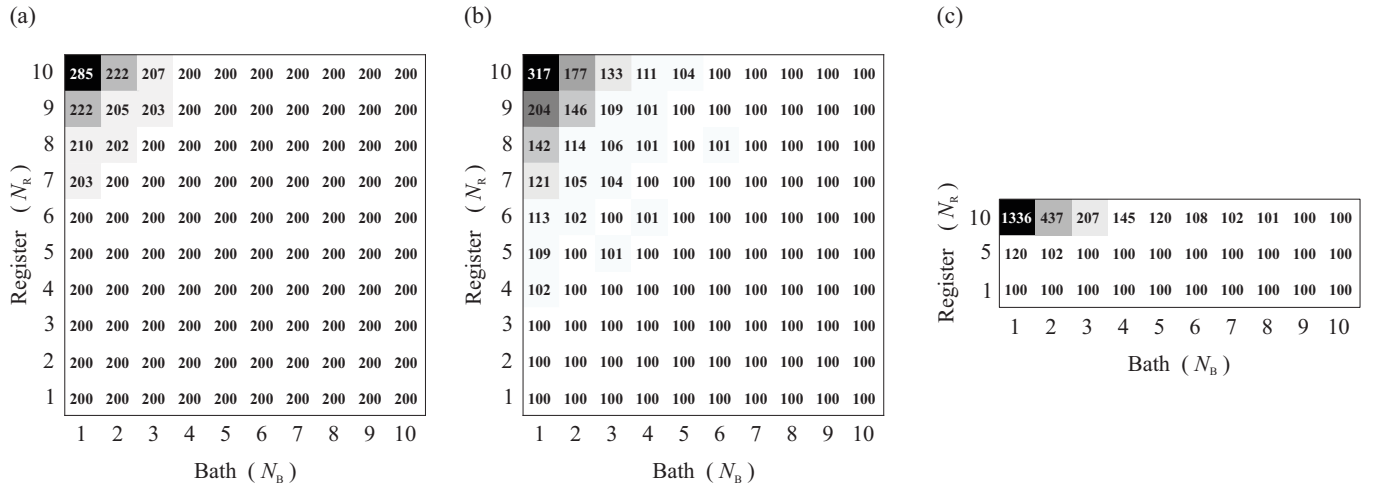 (a)
10 285 222 207 200 200 200 200 200 200 200
9 222 205 203 200 200 200 200 200 200 200
8 210 202 200 200 200 200 200 200 200 200
7 203 200 200 200 200 200 200 200 200 200
6 200 200 200 200 200 200 200 200 200 200
5 200 200 200 200 200 200 200 200 200 200
4 200 200 200 200 200 200 200 200 200 200
3 200 200 200 200 200 200 200 200 200 200
2 200 200 200 200 200 200 200 200 200 200
1 200 200 200 200 200 200 200 200 200 200
1 2 3 4 5 6 7 8 9 10
Register ( N_R )
Bath ( N_B )
(b)
10 317 177 133 111 104 100 100 100 100 100
9 204 146 109 101 100 100 100 100 100 100
8 142 114 106 101 100 101 100 100 100 100
7 121 105 104 100 100 100 100 100 100 100
6 113 102 100 101 100 100 100 100 100 100
5 109 100 101 100 100 100 100 100 100 100
4 102 100 100 100 100 100 100 100 100 100
3 100 100 100 100 100 100 100 100 100 100
2 100 100 100 100 100 100 100 100 100 100
1 100 100 100 100 100 100 100 100 100 100
1 2 3 4 5 6 7 8 9 10
Register ( N_R )
Bath ( N_B )
(c)
10 1336 437 207 145 120 108 102 101 100 100
5 120 102 100 100 100 100 100 100 100 100
1 100 100 100 100 100 100 100 100 100 100
1 2 3 4 5 6 7 8 9 10
Register ( N_R )
Bath ( N_B )